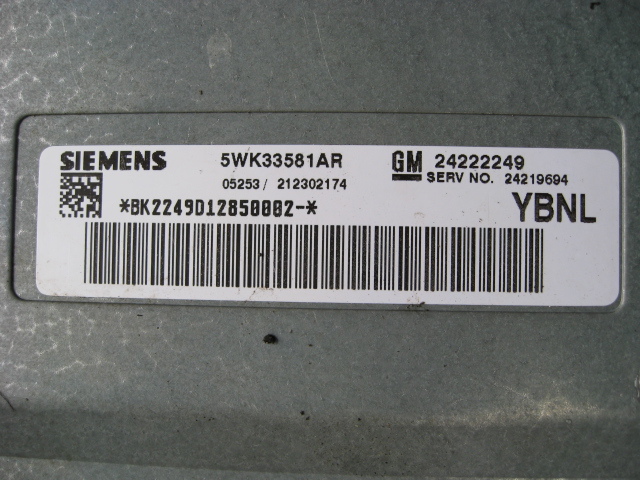 SIEMENS 5WK33581AR GM 24222249
05253/ 212302174 SERV NO. 24219694
*BK2249D12850002-* YBNL